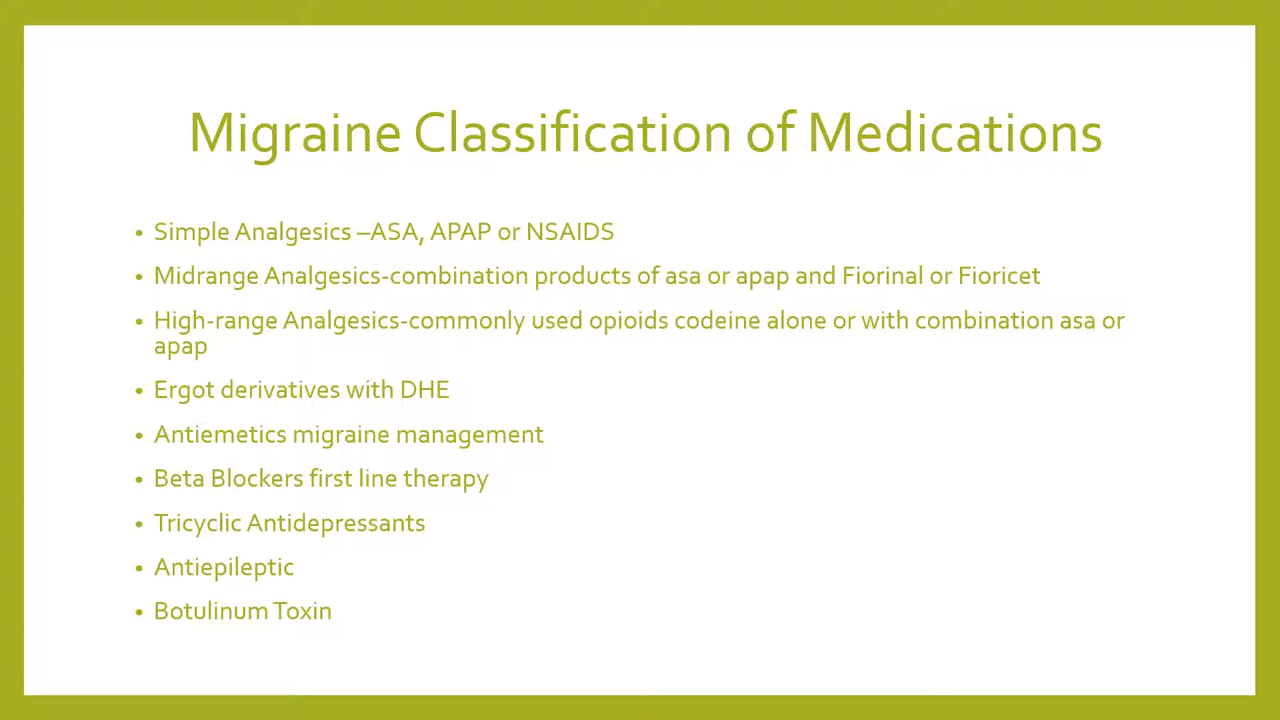 Migraine Classification of Medications
• Simple Analgesics –ASA, APAP or NSAIDS
• Midrange Analgesics-combination products of asa or apap and Fiorinal or Fioricet
• High-range Analgesics-commonly used opioids codeine alone or with combination asa or
apap
• Ergot derivatives with DHE
• Antiemetics migraine management
• Beta Blockers first line therapy
• Tricyclic Antidepressants
• Antiepileptic
• Botulinum Toxin